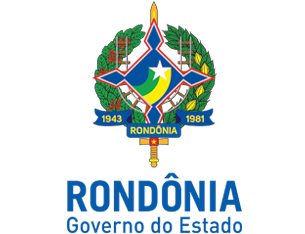 1943 1981
RONDÔNIA
RONDÔNIA
Governo do Estado